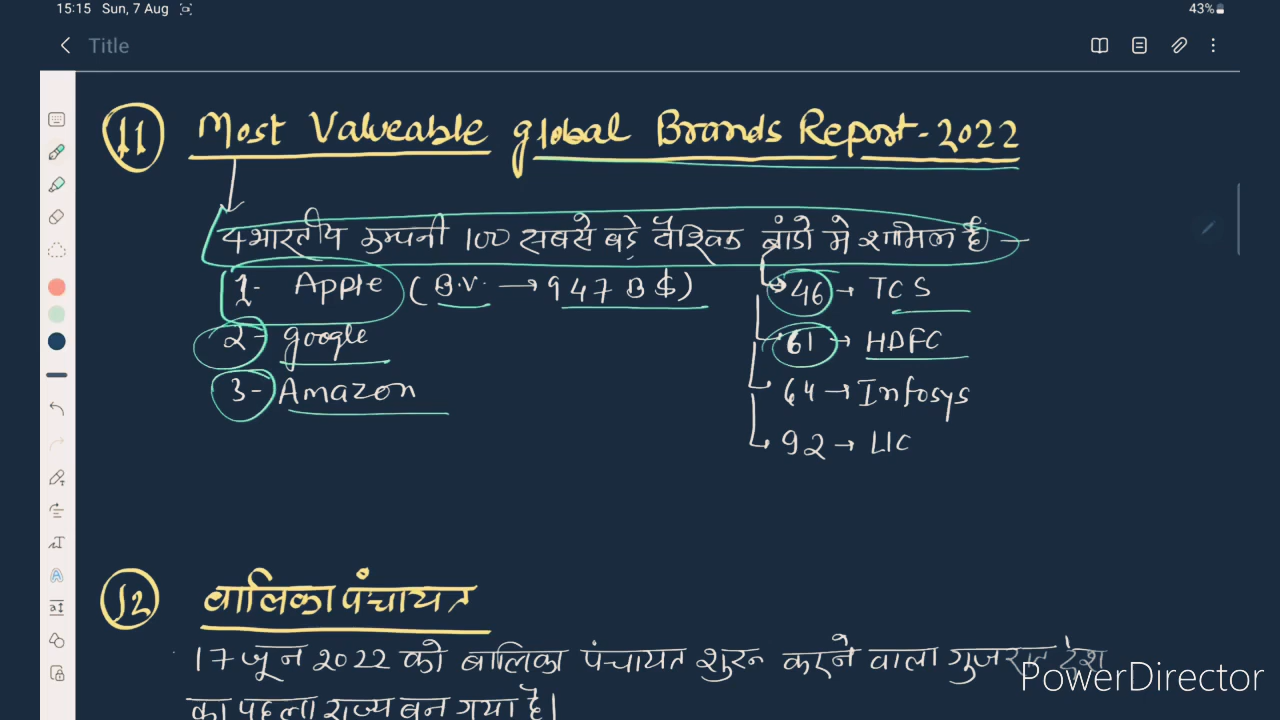 15:15 Sun, 7 Aug
43%
Title
11 Most Valueable global Brands Report-2022
4 भारतीय कम्पनी 100 सबसे बड़े वैश्विक ब्रांडो मे शामिल है -
1- Apple (B.V. → 947 B $)
46 → TCS
2- google
61 → HDFC
3- Amazon
64 → Infosys
92 → LIC
12 बालिका पंचायत
17 जून 2022 को बालिका पंचायत शुरू करने वाला गुजरात देश
का पहला राज्य बन गया है।
PowerDirector